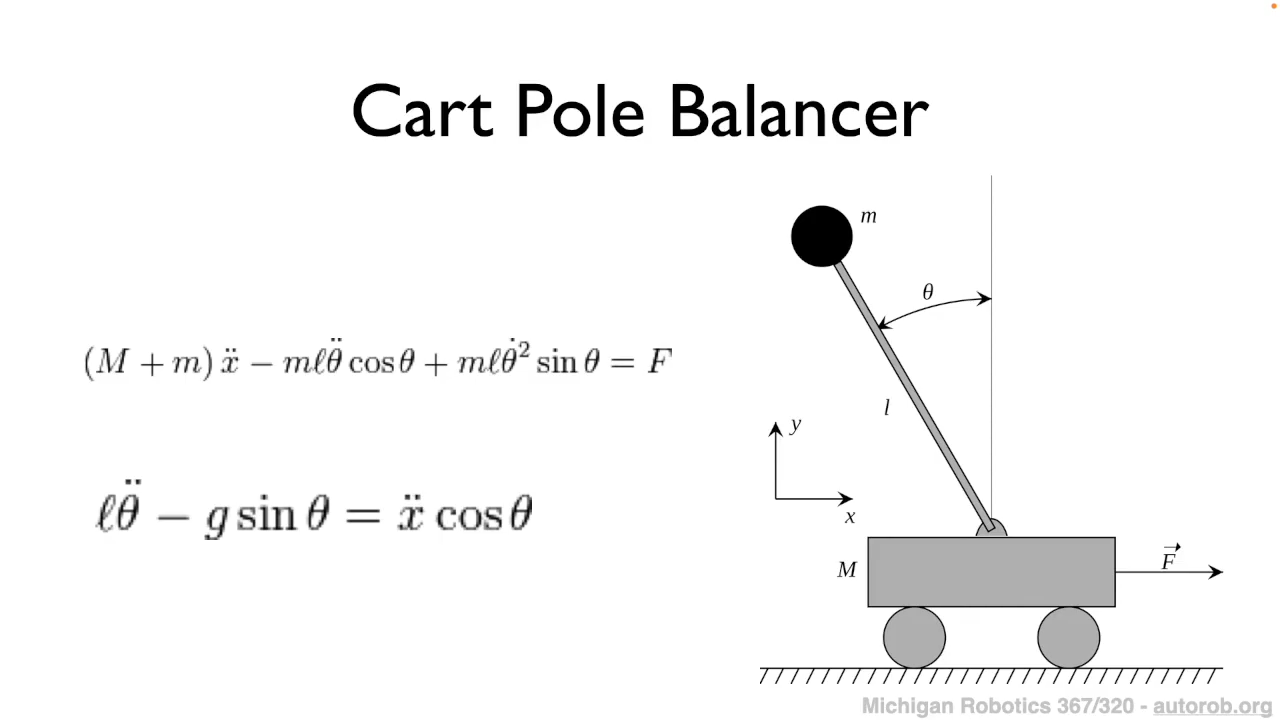 Cart Pole Balancer
m
θ
(M + m) ẍ − mℓθ̈ cos θ + mℓθ̇² sin θ = F
l
y
x
ℓθ̈ − g sin θ = ẍ cos θ
M
F⃗
Michigan Robotics 367/320 - autorob.org